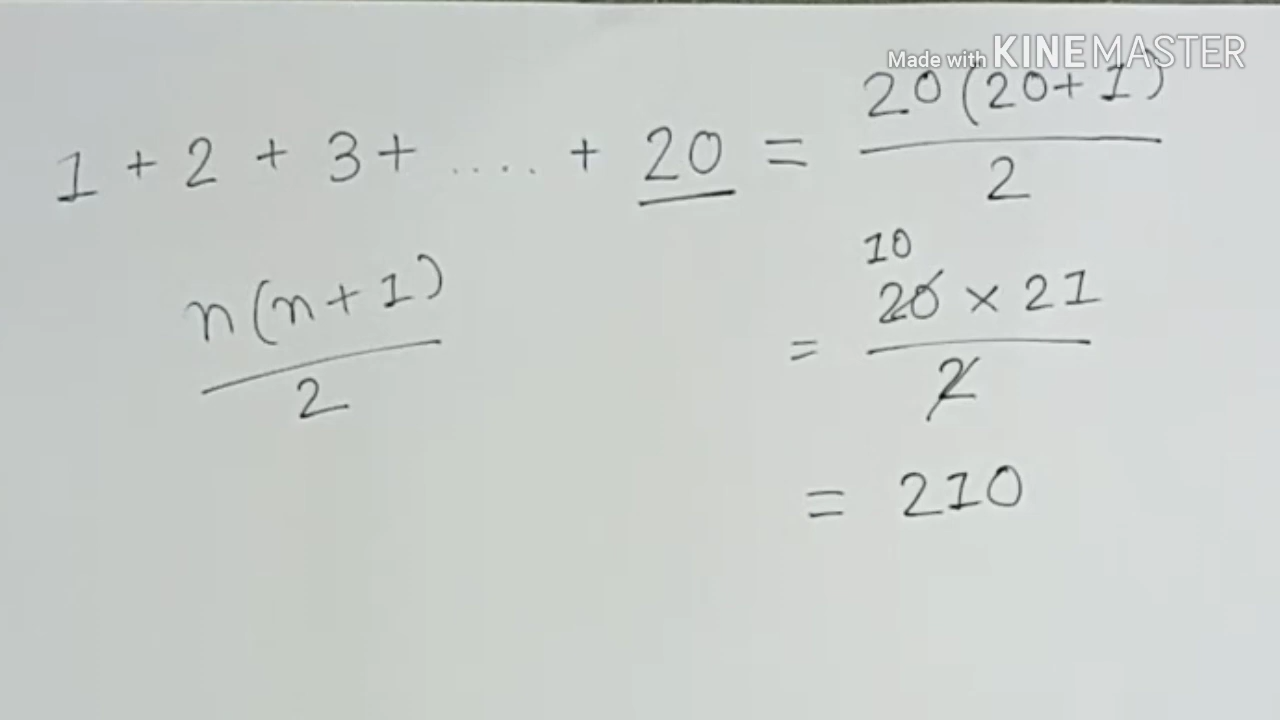 Made with KINEMASTER
1 + 2 + 3 + .... + 20 = 20(20+1)
2
n(n+1)
2
10
= 20 × 21
2
= 210